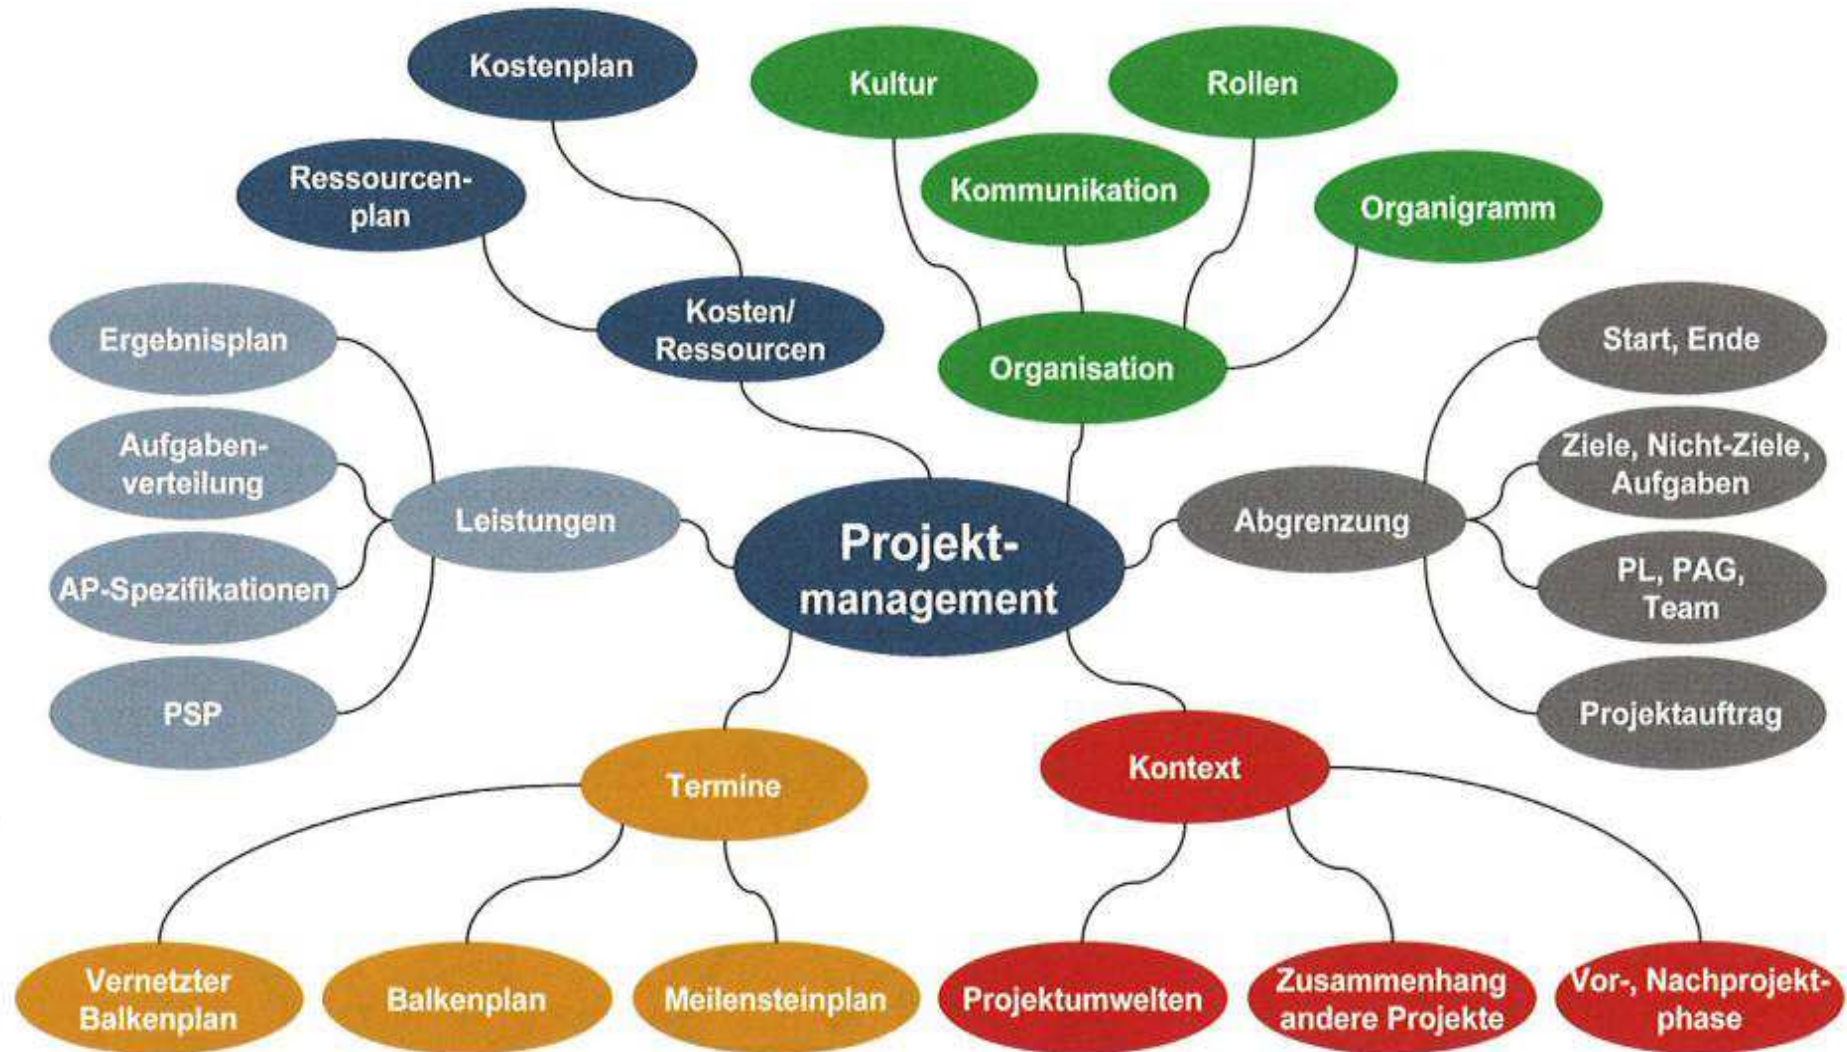 Kostenplan
Kultur
Rollen
Ressourcen-
plan
Kommunikation
Organigramm
Kosten/
Ressourcen
Organisation
Ergebnisplan
Start, Ende
Aufgaben-
verteilung
Leistungen
Projekt-
management
Abgrenzung
Ziele, Nicht-Ziele,
Aufgaben
AP-Spezifikationen
PL, PAG,
Team
PSP
Projektauftrag
Termine
Kontext
Vernetzter
Balkenplan
Balkenplan
Meilensteinplan
Projektumwelten
Zusammenhang
andere Projekte
Vor-, Nachprojekt-
phase